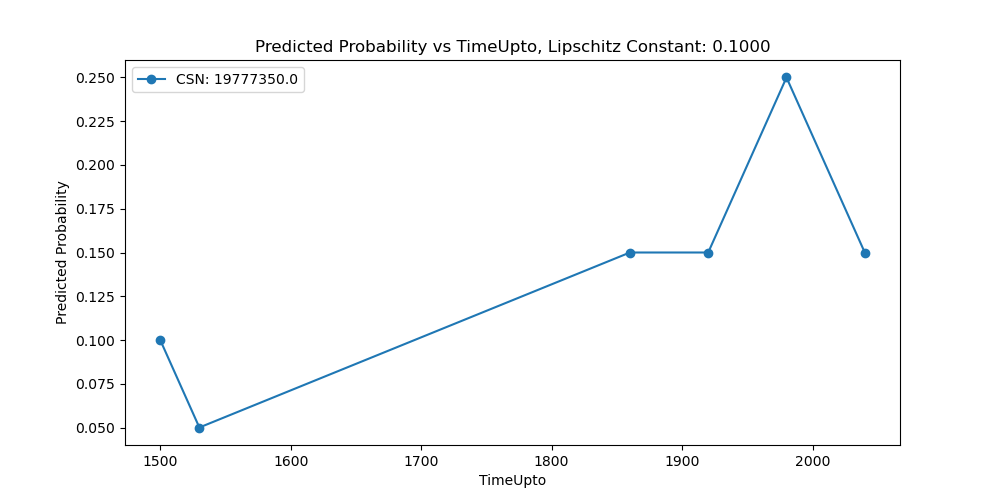 Predicted Probability vs TimeUpto, Lipschitz Constant: 0.1000
CSN: 19777350.0
Predicted Probability
0.250
0.225
0.200
0.175
0.150
0.125
0.100
0.075
0.050
1500 1600 1700 1800 1900 2000
TimeUpto